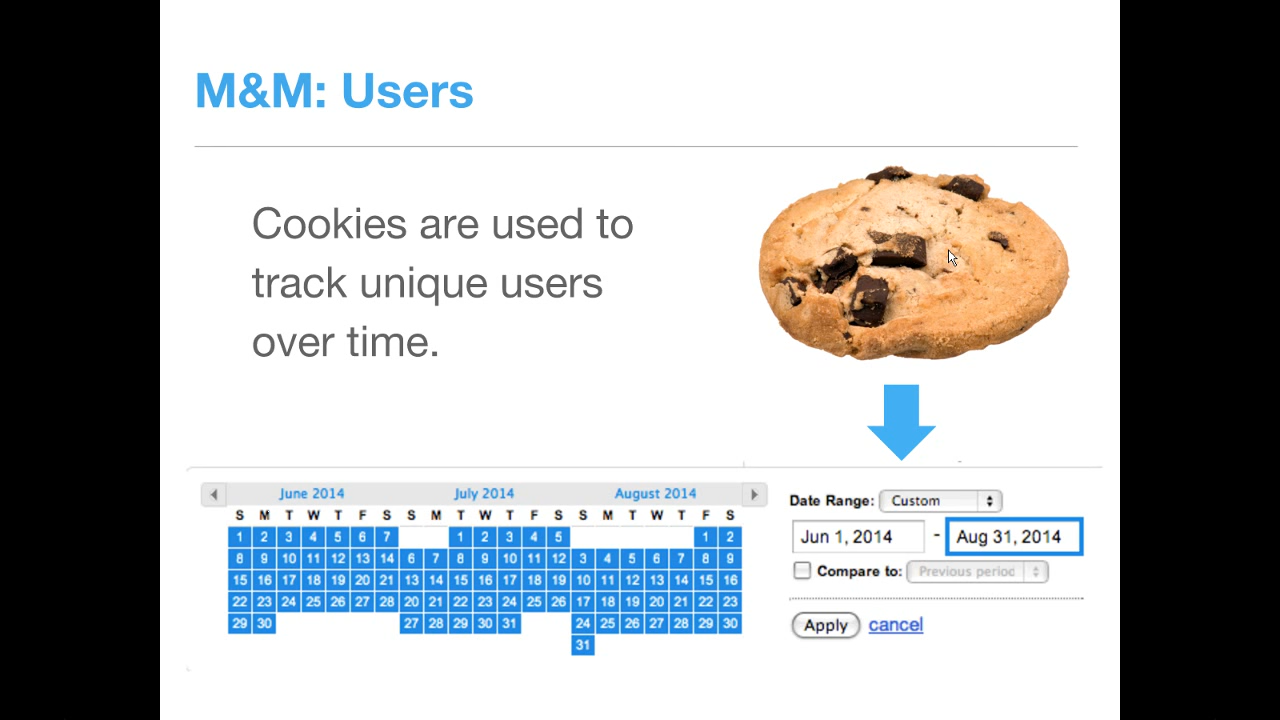 M&M: Users
Cookies are used to
track unique users
over time.
June 2014 July 2014 August 2014
S M T W T F S S M T W T F S S M T W T F S
1 2 3 4 5 6 7 1 2 3 4 5 1 2
8 9 10 11 12 13 14 6 7 8 9 10 11 12 3 4 5 6 7 8 9
15 16 17 18 19 20 21 13 14 15 16 17 18 19 10 11 12 13 14 15 16
22 23 24 25 26 27 28 20 21 22 23 24 25 26 17 18 19 20 21 22 23
29 30 27 28 29 30 31 24 25 26 27 28 29 30
31
Date Range: Custom
Jun 1, 2014 - Aug 31, 2014
Compare to: Previous period
Apply cancel